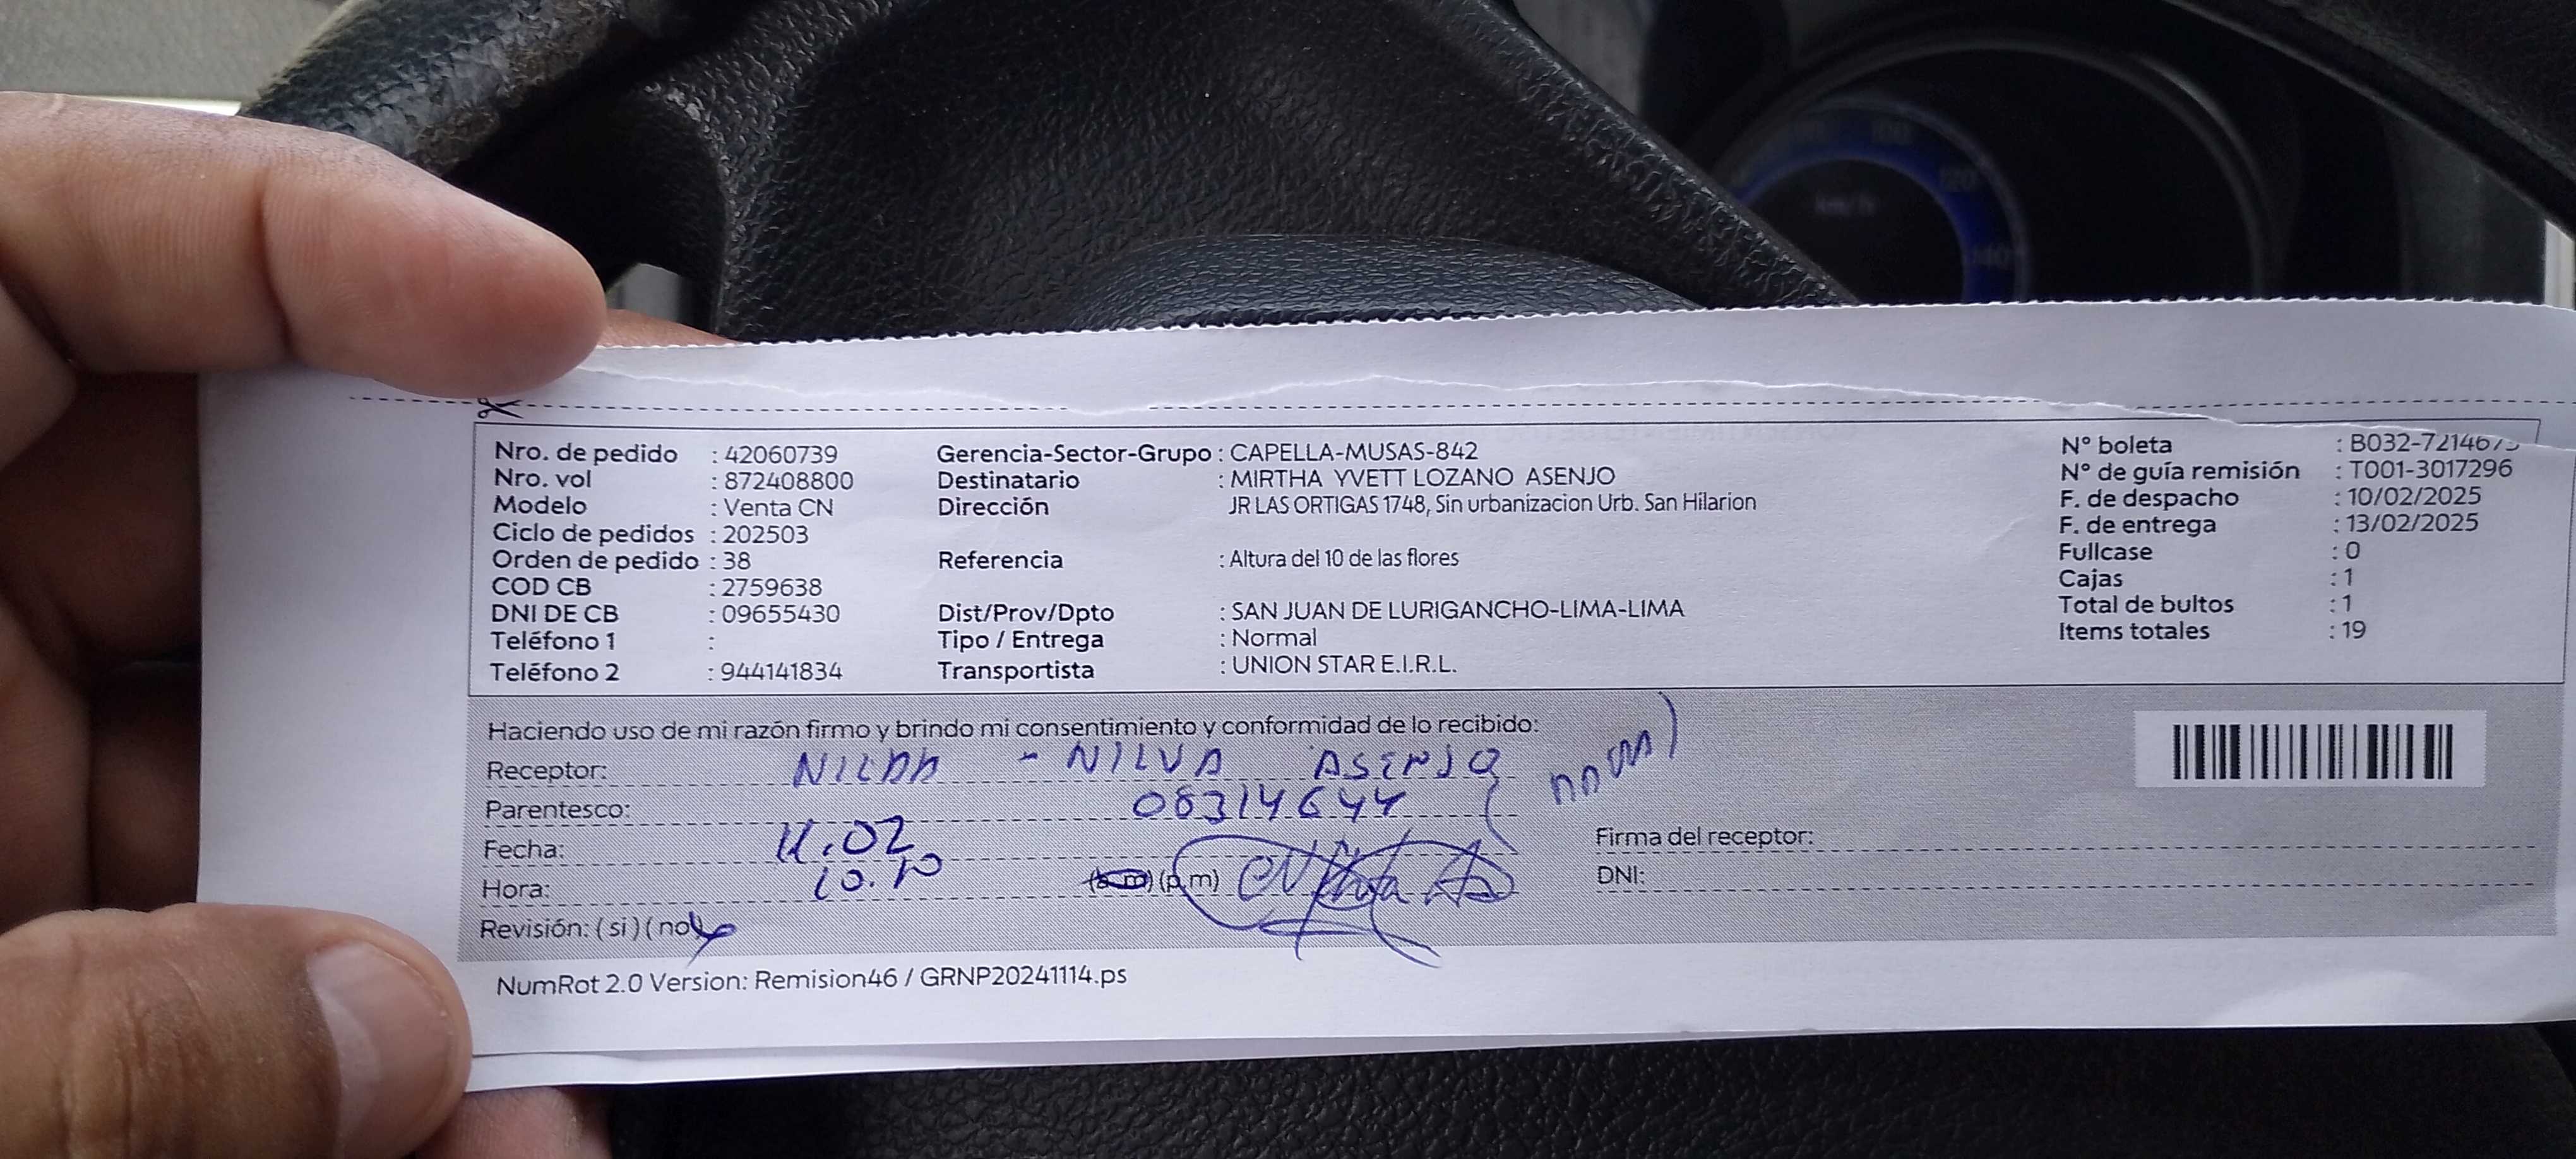 Nro. de pedido : 42060739
Nro. vol : 872408800
Modelo : Venta CN
Ciclo de pedidos : 202503
Orden de pedido : 38
COD CB : 2759638
DNI DE CB : 09655430
Teléfono 1 :
Teléfono 2 : 944141834
Gerencia-Sector-Grupo : CAPELLA-MUSAS-842
Destinatario : MIRTHA YVETT LOZANO ASENJO
Dirección JR LAS ORTIGAS 1748, Sin urbanizacion Urb. San Hilarion
Referencia : Altura del 10 de las flores
Dist/Prov/Dpto : SAN JUAN DE LURIGANCHO-LIMA-LIMA
Tipo / Entrega : Normal
Transportista : UNION STAR E.I.R.L.
N° boleta
N° de guía remisión : T001-3017296
F. de despacho : 10/02/2025
F. de entrega : 13/02/2025
Fullcase : 0
Cajas : 1
Total de bultos : 1
Items totales : 19
Haciendo uso de mi razón firmo y brindo mi consentimiento y conformidad de lo recibido:
Receptor: NILDA - NILVA ASENJO
Parentesco: 08314644
Fecha: 11.02
Hora: (p.m)
Revisión: ( si ) ( no )
Firma del receptor:
DNI:
NumRot 2.0 Version: Remision46 / GRNP20241114.ps